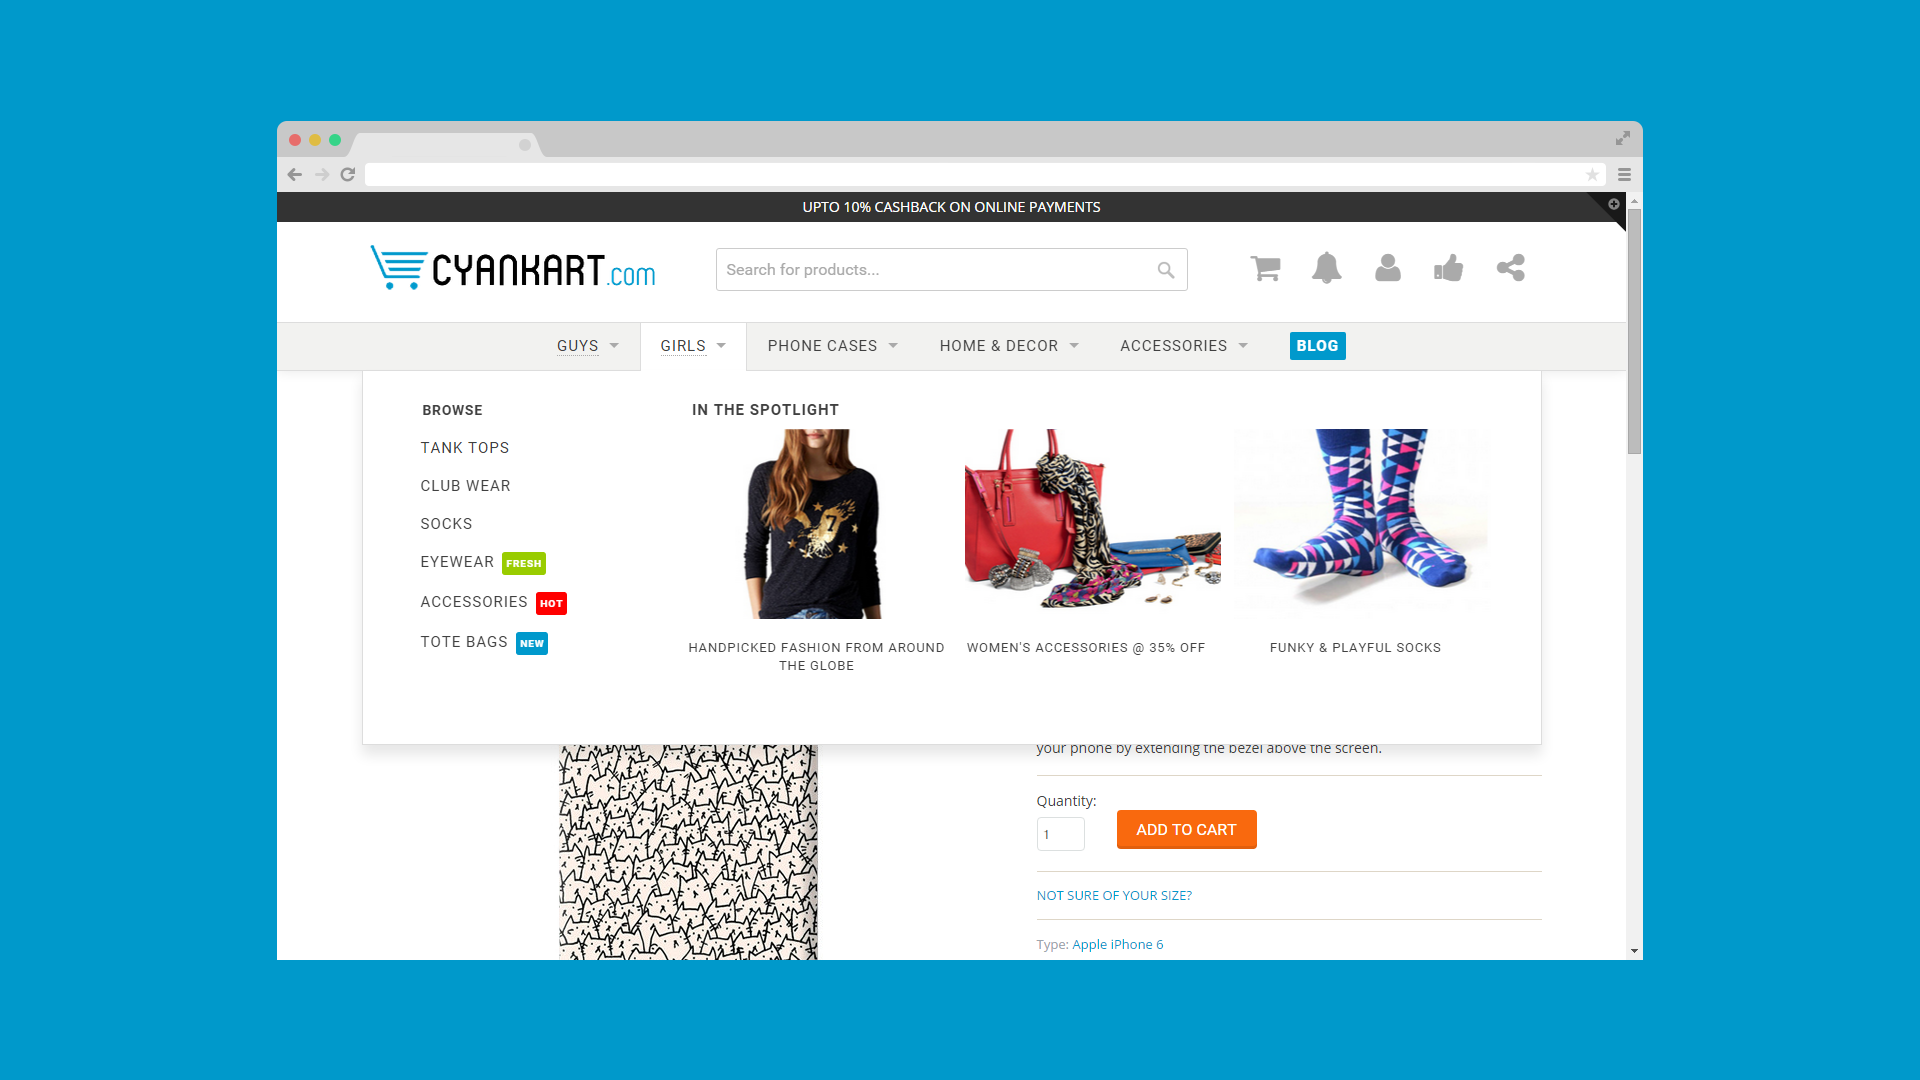 UPTO 10% CASHBACK ON ONLINE PAYMENTS
CYANKART.com
Search for products...
GUYS
GIRLS
PHONE CASES
HOME & DECOR
ACCESSORIES
BLOG
BROWSE
TANK TOPS
CLUB WEAR
SOCKS
EYEWEAR FRESH
ACCESSORIES HOT
TOTE BAGS NEW
IN THE SPOTLIGHT
7
HANDPICKED FASHION FROM AROUND
THE GLOBE
WOMEN'S ACCESSORIES @ 35% OFF
FUNKY & PLAYFUL SOCKS
your phone by extending the bezel above the screen.
Quantity:
1
ADD TO CART
NOT SURE OF YOUR SIZE?
Type: Apple iPhone 6